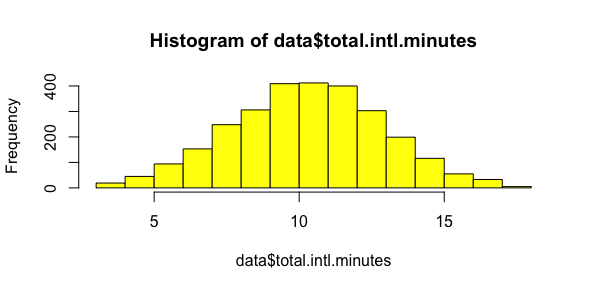 Histogram of data$total.intl.minutes
Frequency
400
200
0
5 10 15
data$total.intl.minutes